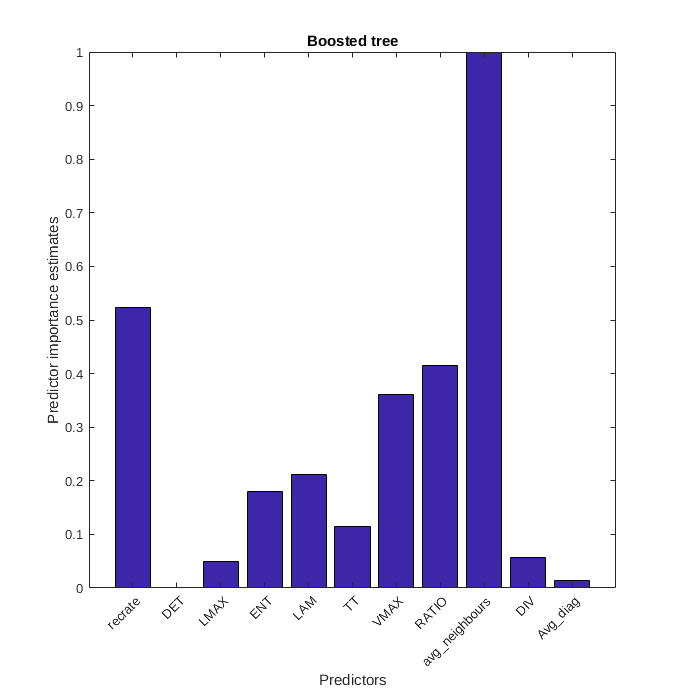 Boosted tree
Predictor importance estimates
1
0.9
0.8
0.7
0.6
0.5
0.4
0.3
0.2
0.1
0
recrate
DET
LMAX
ENT
LAM
TT
VMAX
RATIO
avg_neighbours
DIV
Avg_diag
Predictors